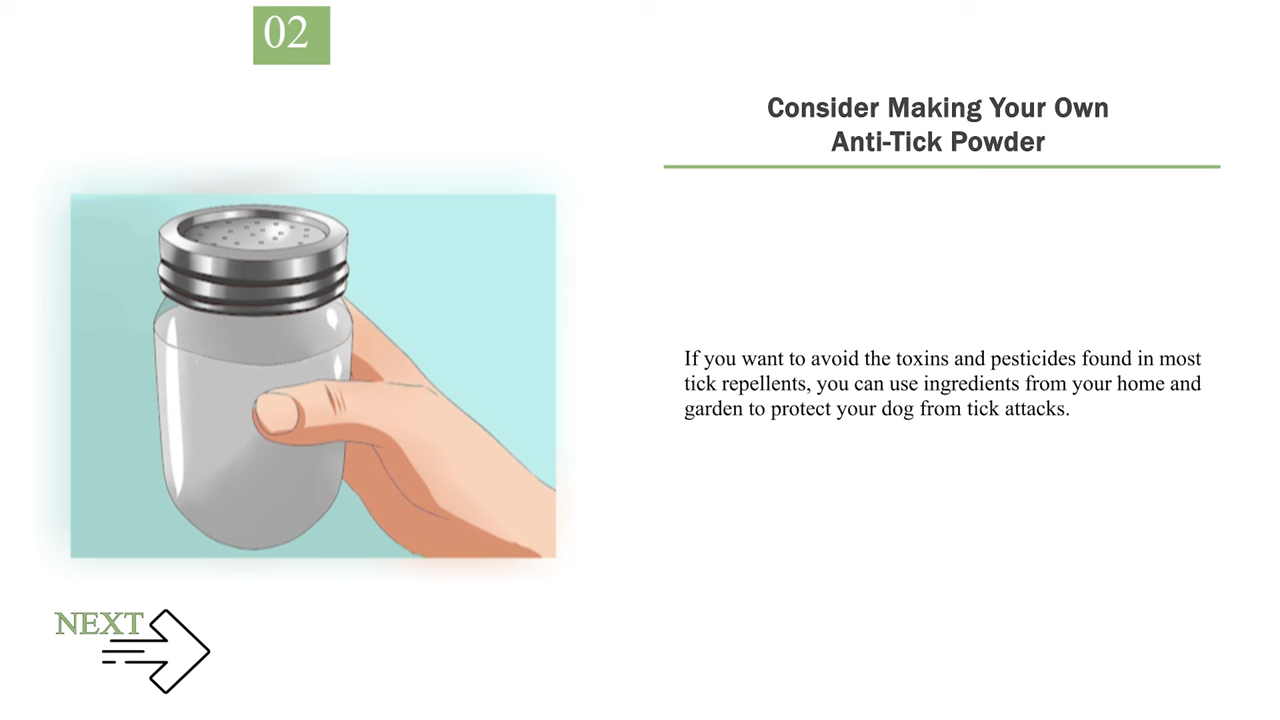 02
Consider Making Your Own
Anti-Tick Powder
If you want to avoid the toxins and pesticides found in most
tick repellents, you can use ingredients from your home and
garden to protect your dog from tick attacks.
NEXT